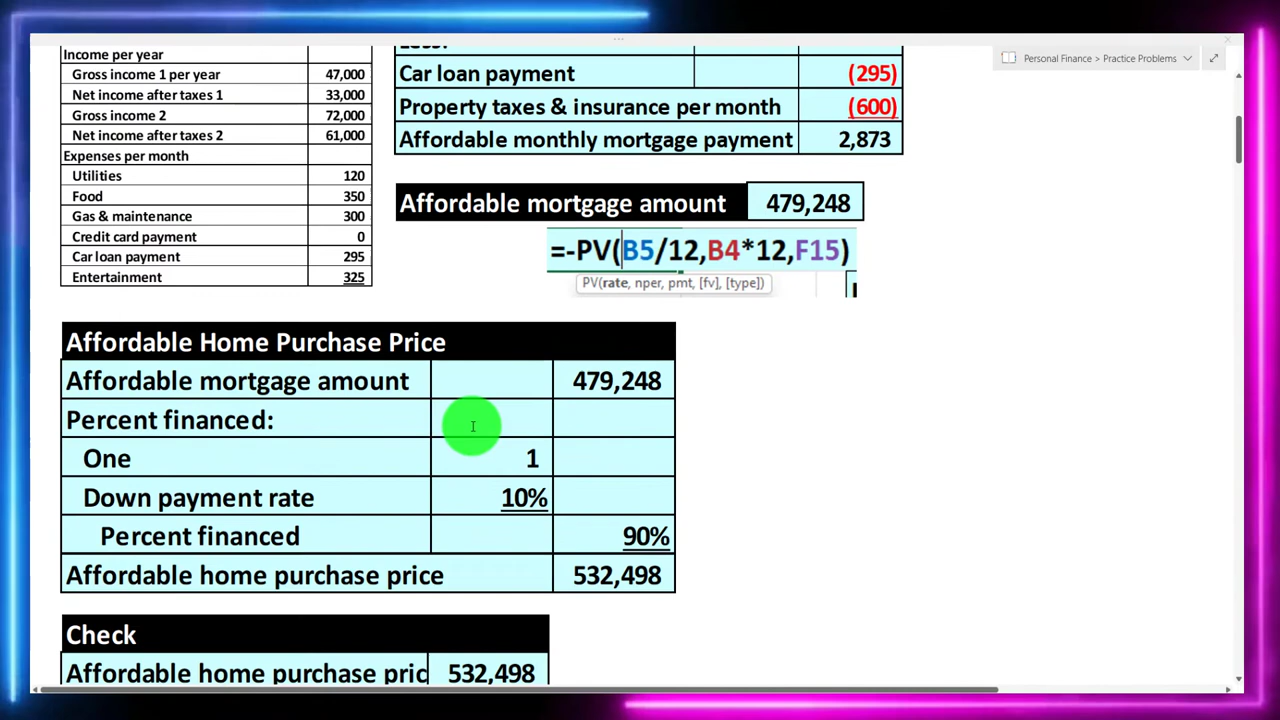 Personal Finance > Practice Problems
Income per year
Gross income 1 per year 47,000
Net income after taxes 1 33,000
Gross income 2 72,000
Net income after taxes 2 61,000
Expenses per month
Utilities 120
Food 350
Gas & maintenance 300
Credit card payment 0
Car loan payment 295
Entertainment 325
Car loan payment (295)
Property taxes & insurance per month (600)
Affordable monthly mortgage payment 2,873
Affordable mortgage amount 479,248
=-PV(B5/12,B4*12,F15)
PV(rate, nper, pmt, [fv], [type])
Affordable Home Purchase Price
Affordable mortgage amount 479,248
Percent financed:
One 1
Down payment rate 10%
Percent financed 90%
Affordable home purchase price 532,498
Check
Affordable home purchase pric 532,498